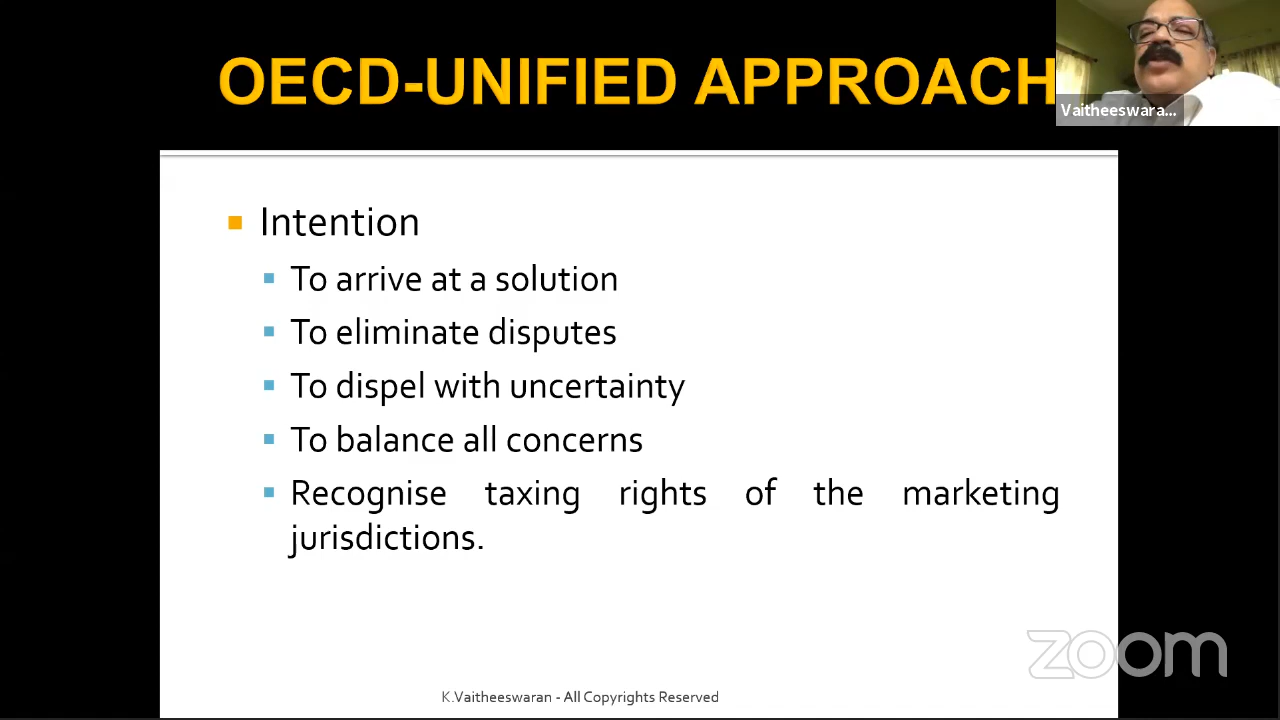 OECD-UNIFIED APPROACH
Vaitheeswara...
Intention
To arrive at a solution
To eliminate disputes
To dispel with uncertainty
To balance all concerns
Recognise taxing rights of the marketing
jurisdictions.
zoom
K.Vaitheeswaran - All Copyrights Reserved